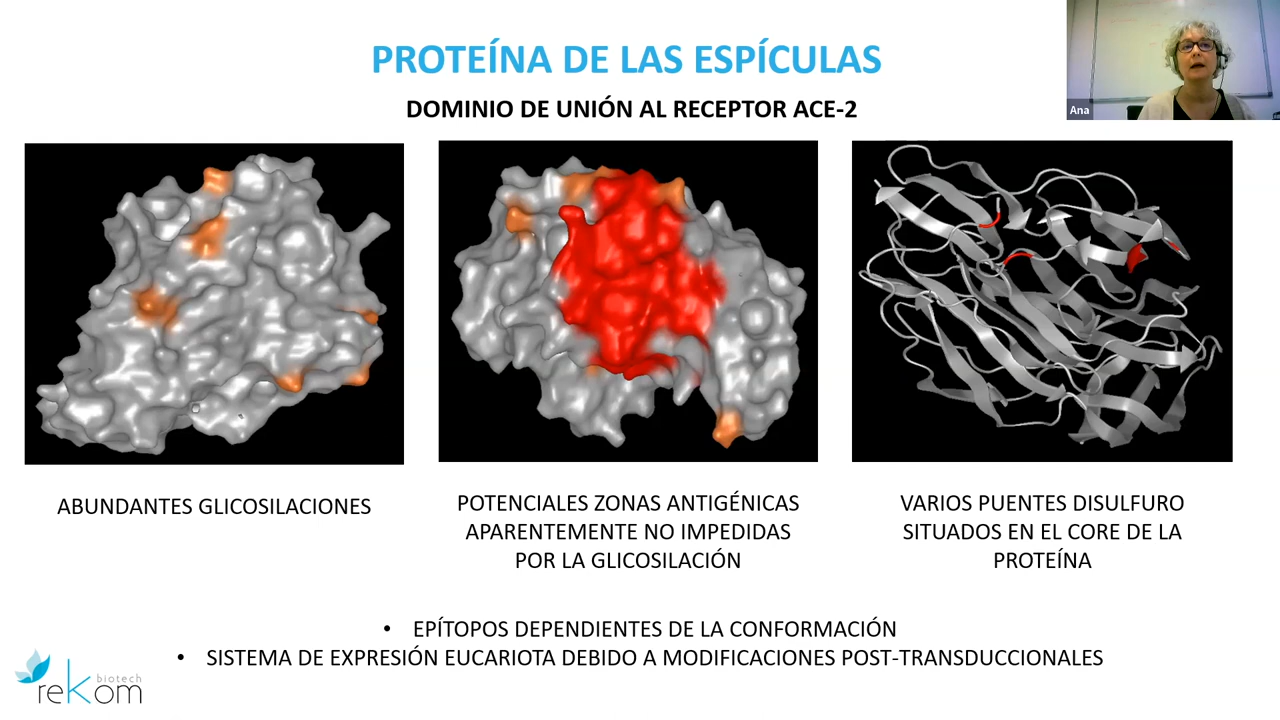 PROTEÍNA DE LAS ESPÍCULAS
DOMINIO DE UNIÓN AL RECEPTOR ACE-2
Ana
ABUNDANTES GLICOSILACIONES
POTENCIALES ZONAS ANTIGÉNICAS
APARENTEMENTE NO IMPEDIDAS
POR LA GLICOSILACIÓN
VARIOS PUENTES DISULFURO
SITUADOS EN EL CORE DE LA
PROTEÍNA
• EPÍTOPOS DEPENDIENTES DE LA CONFORMACIÓN
• SISTEMA DE EXPRESIÓN EUCARIOTA DEBIDO A MODIFICACIONES POST-TRANSDUCCIONALES
biotech
rekom